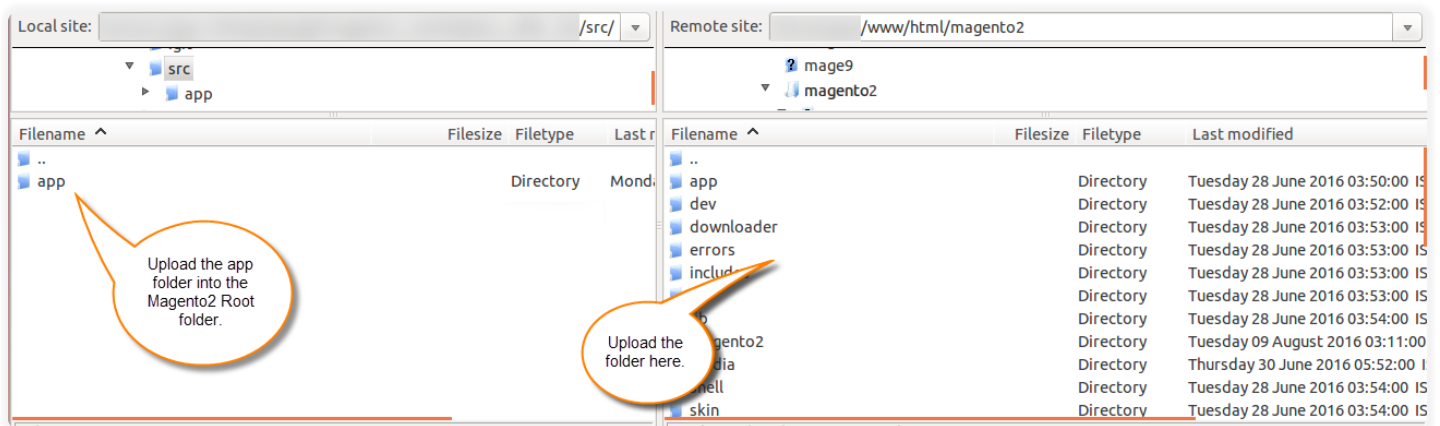 Local site: /src/
Remote site: /www/html/magento2
src
app
mage9
magento2
Filename Filesize Filetype
Filename Filesize Filetype Last modified
..
app Directory
Upload the app
folder into the
Magento2 Root
folder.
..
app Directory Tuesday 28 June 2016 03:50:00
dev Directory Tuesday 28 June 2016 03:52:00
downloader Directory Tuesday 28 June 2016 03:53:00
errors Directory Tuesday 28 June 2016 03:53:00
Directory Tuesday 28 June 2016 03:53:00
Directory Tuesday 28 June 2016 03:53:00
Directory Tuesday 28 June 2016 03:54:00
Directory Tuesday 09 August 2016 03:11:00
Directory Thursday 30 June 2016 05:52:00
Directory Tuesday 28 June 2016 03:54:00
skin Directory Tuesday 28 June 2016 03:54:00
Upload the
folder here.